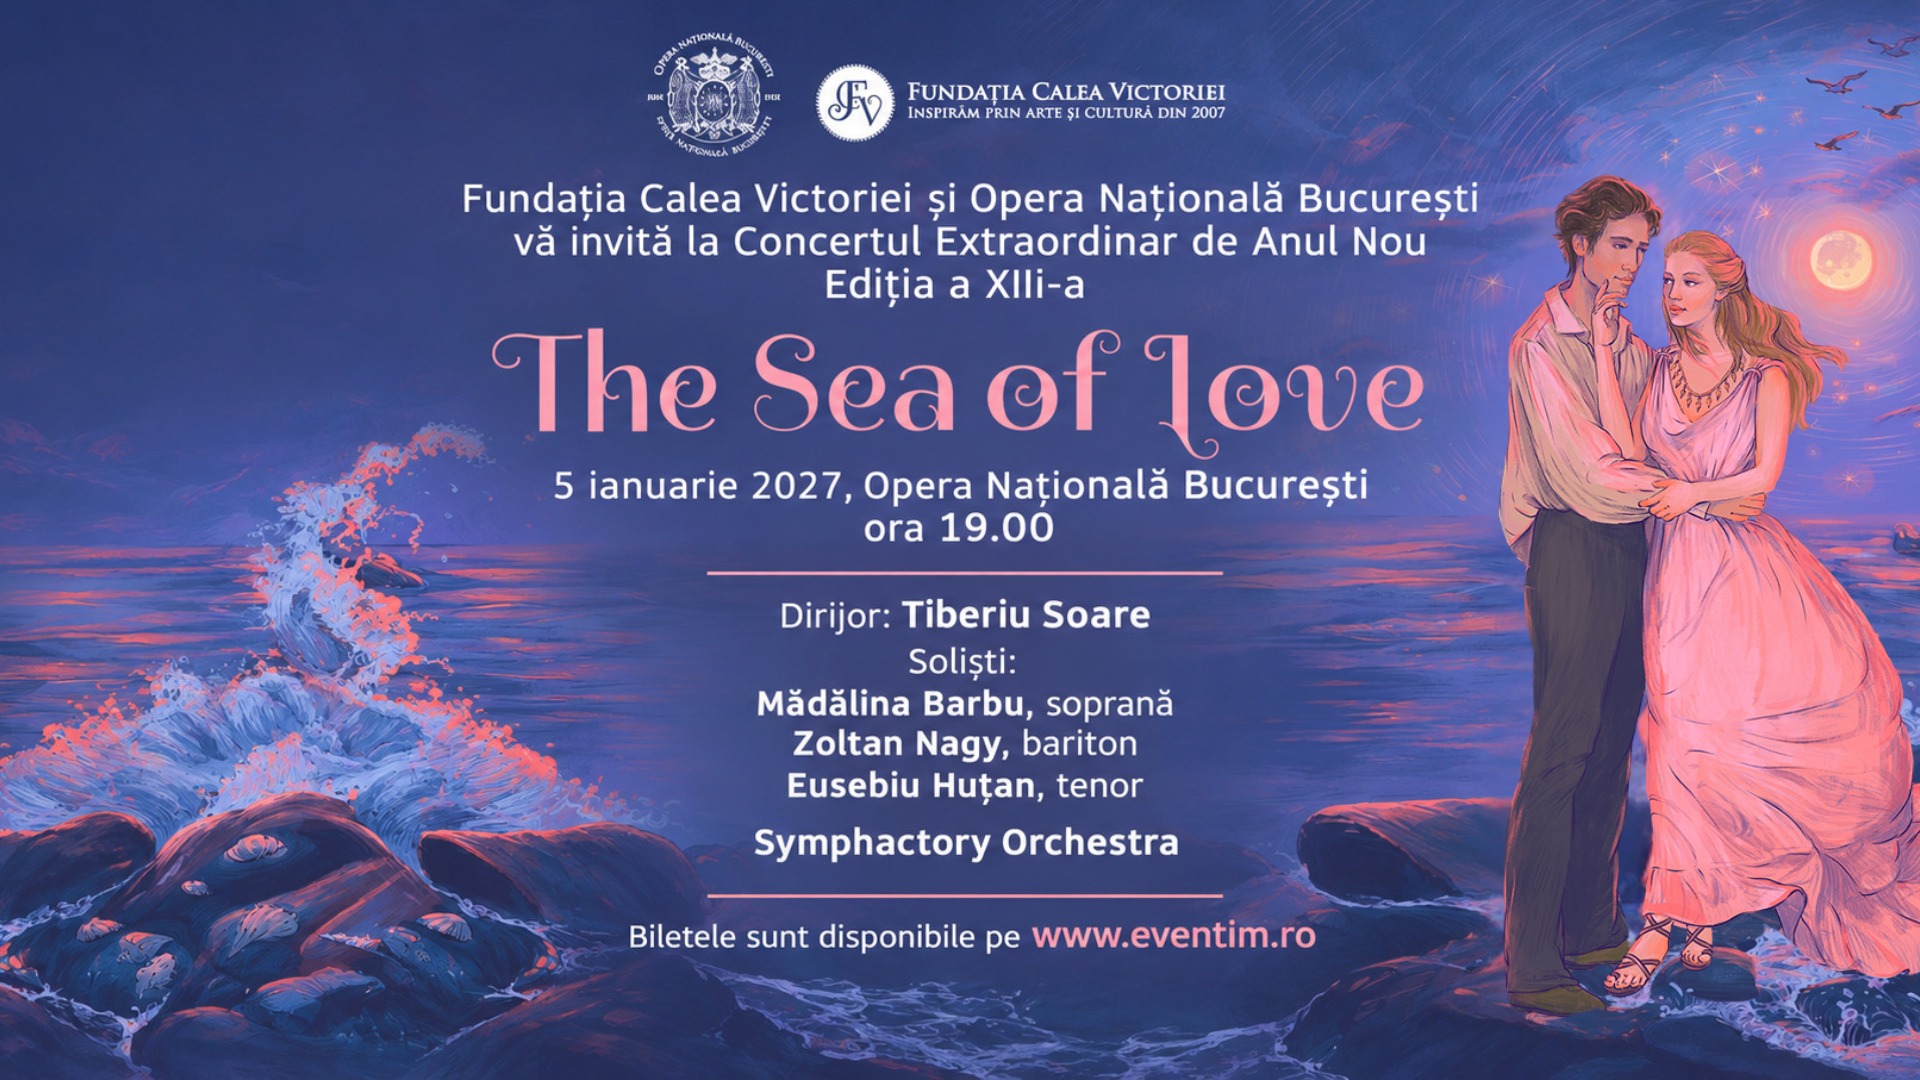 OPERA NAȚIONALĂ BUCUREȘTI
FUNDAȚIA CALEA VICTORIEI
INSPIRĂM PRIN ARTE ȘI CULTURĂ DIN 2007
Fundația Calea Victoriei și Opera Națională București
vă invită la Concertul Extraordinar de Anul Nou
Ediția a XIIi-a
The Sea of Love
5 ianuarie 2027, Opera Națională București
ora 19.00
Dirijor: Tiberiu Soare
Soliști:
Mădălina Barbu, soprană
Zoltan Nagy, bariton
Eusebiu Huțan, tenor
Symphactory Orchestra
Biletele sunt disponibile pe www.eventim.ro